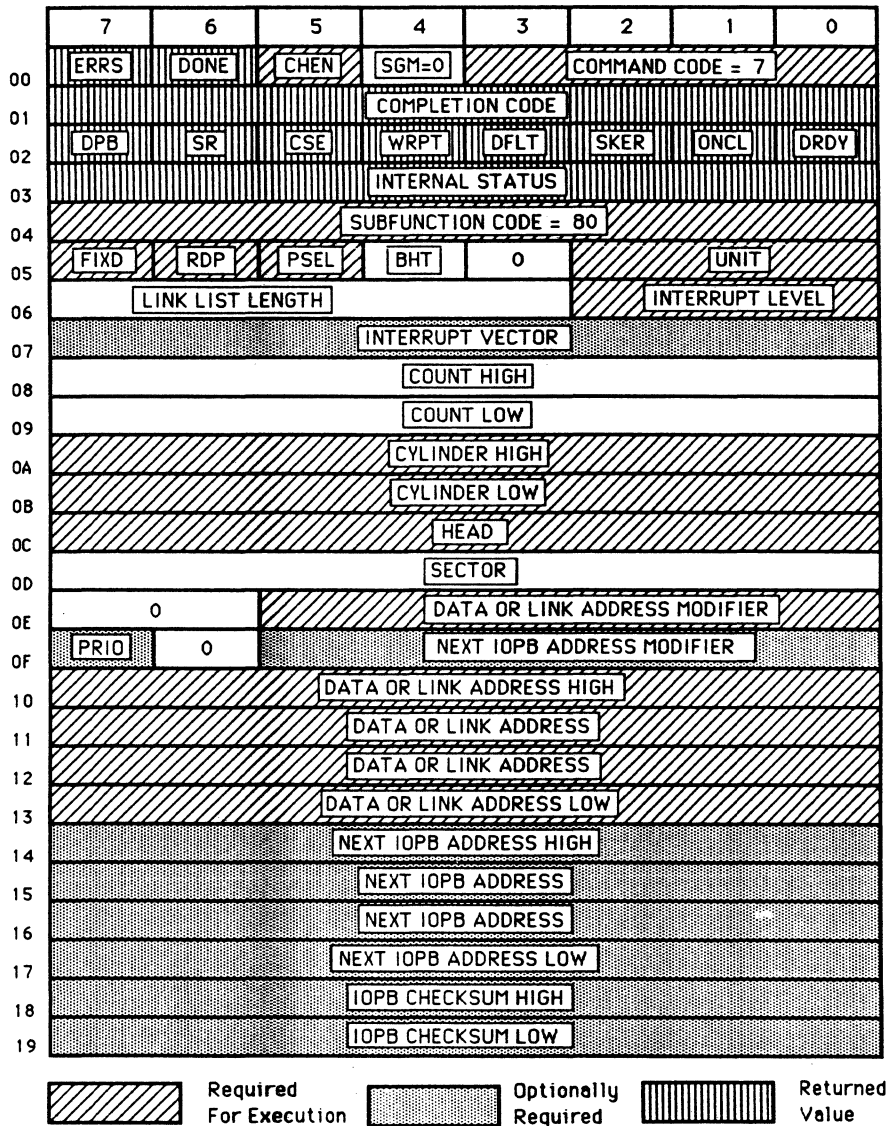 7 6 5 4 3 2 1 0
00 ERRS DONE CHEN SGM=0 COMMAND CODE = 7
01 COMPLETION CODE
02 DPB SR CSE WRPT DFLT SKER ONCL DRDY
03 INTERNAL STATUS
04 SUBFUNCTION CODE = 80
05 FIXD RDP PSEL BHT 0 UNIT
06 LINK LIST LENGTH INTERRUPT LEVEL
07 INTERRUPT VECTOR
08 COUNT HIGH
09 COUNT LOW
0A CYLINDER HIGH
0B CYLINDER LOW
0C HEAD
0D SECTOR
0E 0 DATA OR LINK ADDRESS MODIFIER
0F PRIO 0 NEXT IOPB ADDRESS MODIFIER
10 DATA OR LINK ADDRESS HIGH
11 DATA OR LINK ADDRESS
12 DATA OR LINK ADDRESS
13 DATA OR LINK ADDRESS LOW
14 NEXT IOPB ADDRESS HIGH
15 NEXT IOPB ADDRESS
16 NEXT IOPB ADDRESS
17 NEXT IOPB ADDRESS LOW
18 IOPB CHECKSUM HIGH
19 IOPB CHECKSUM LOW
Required For Execution
Optionally Required
Returned Value